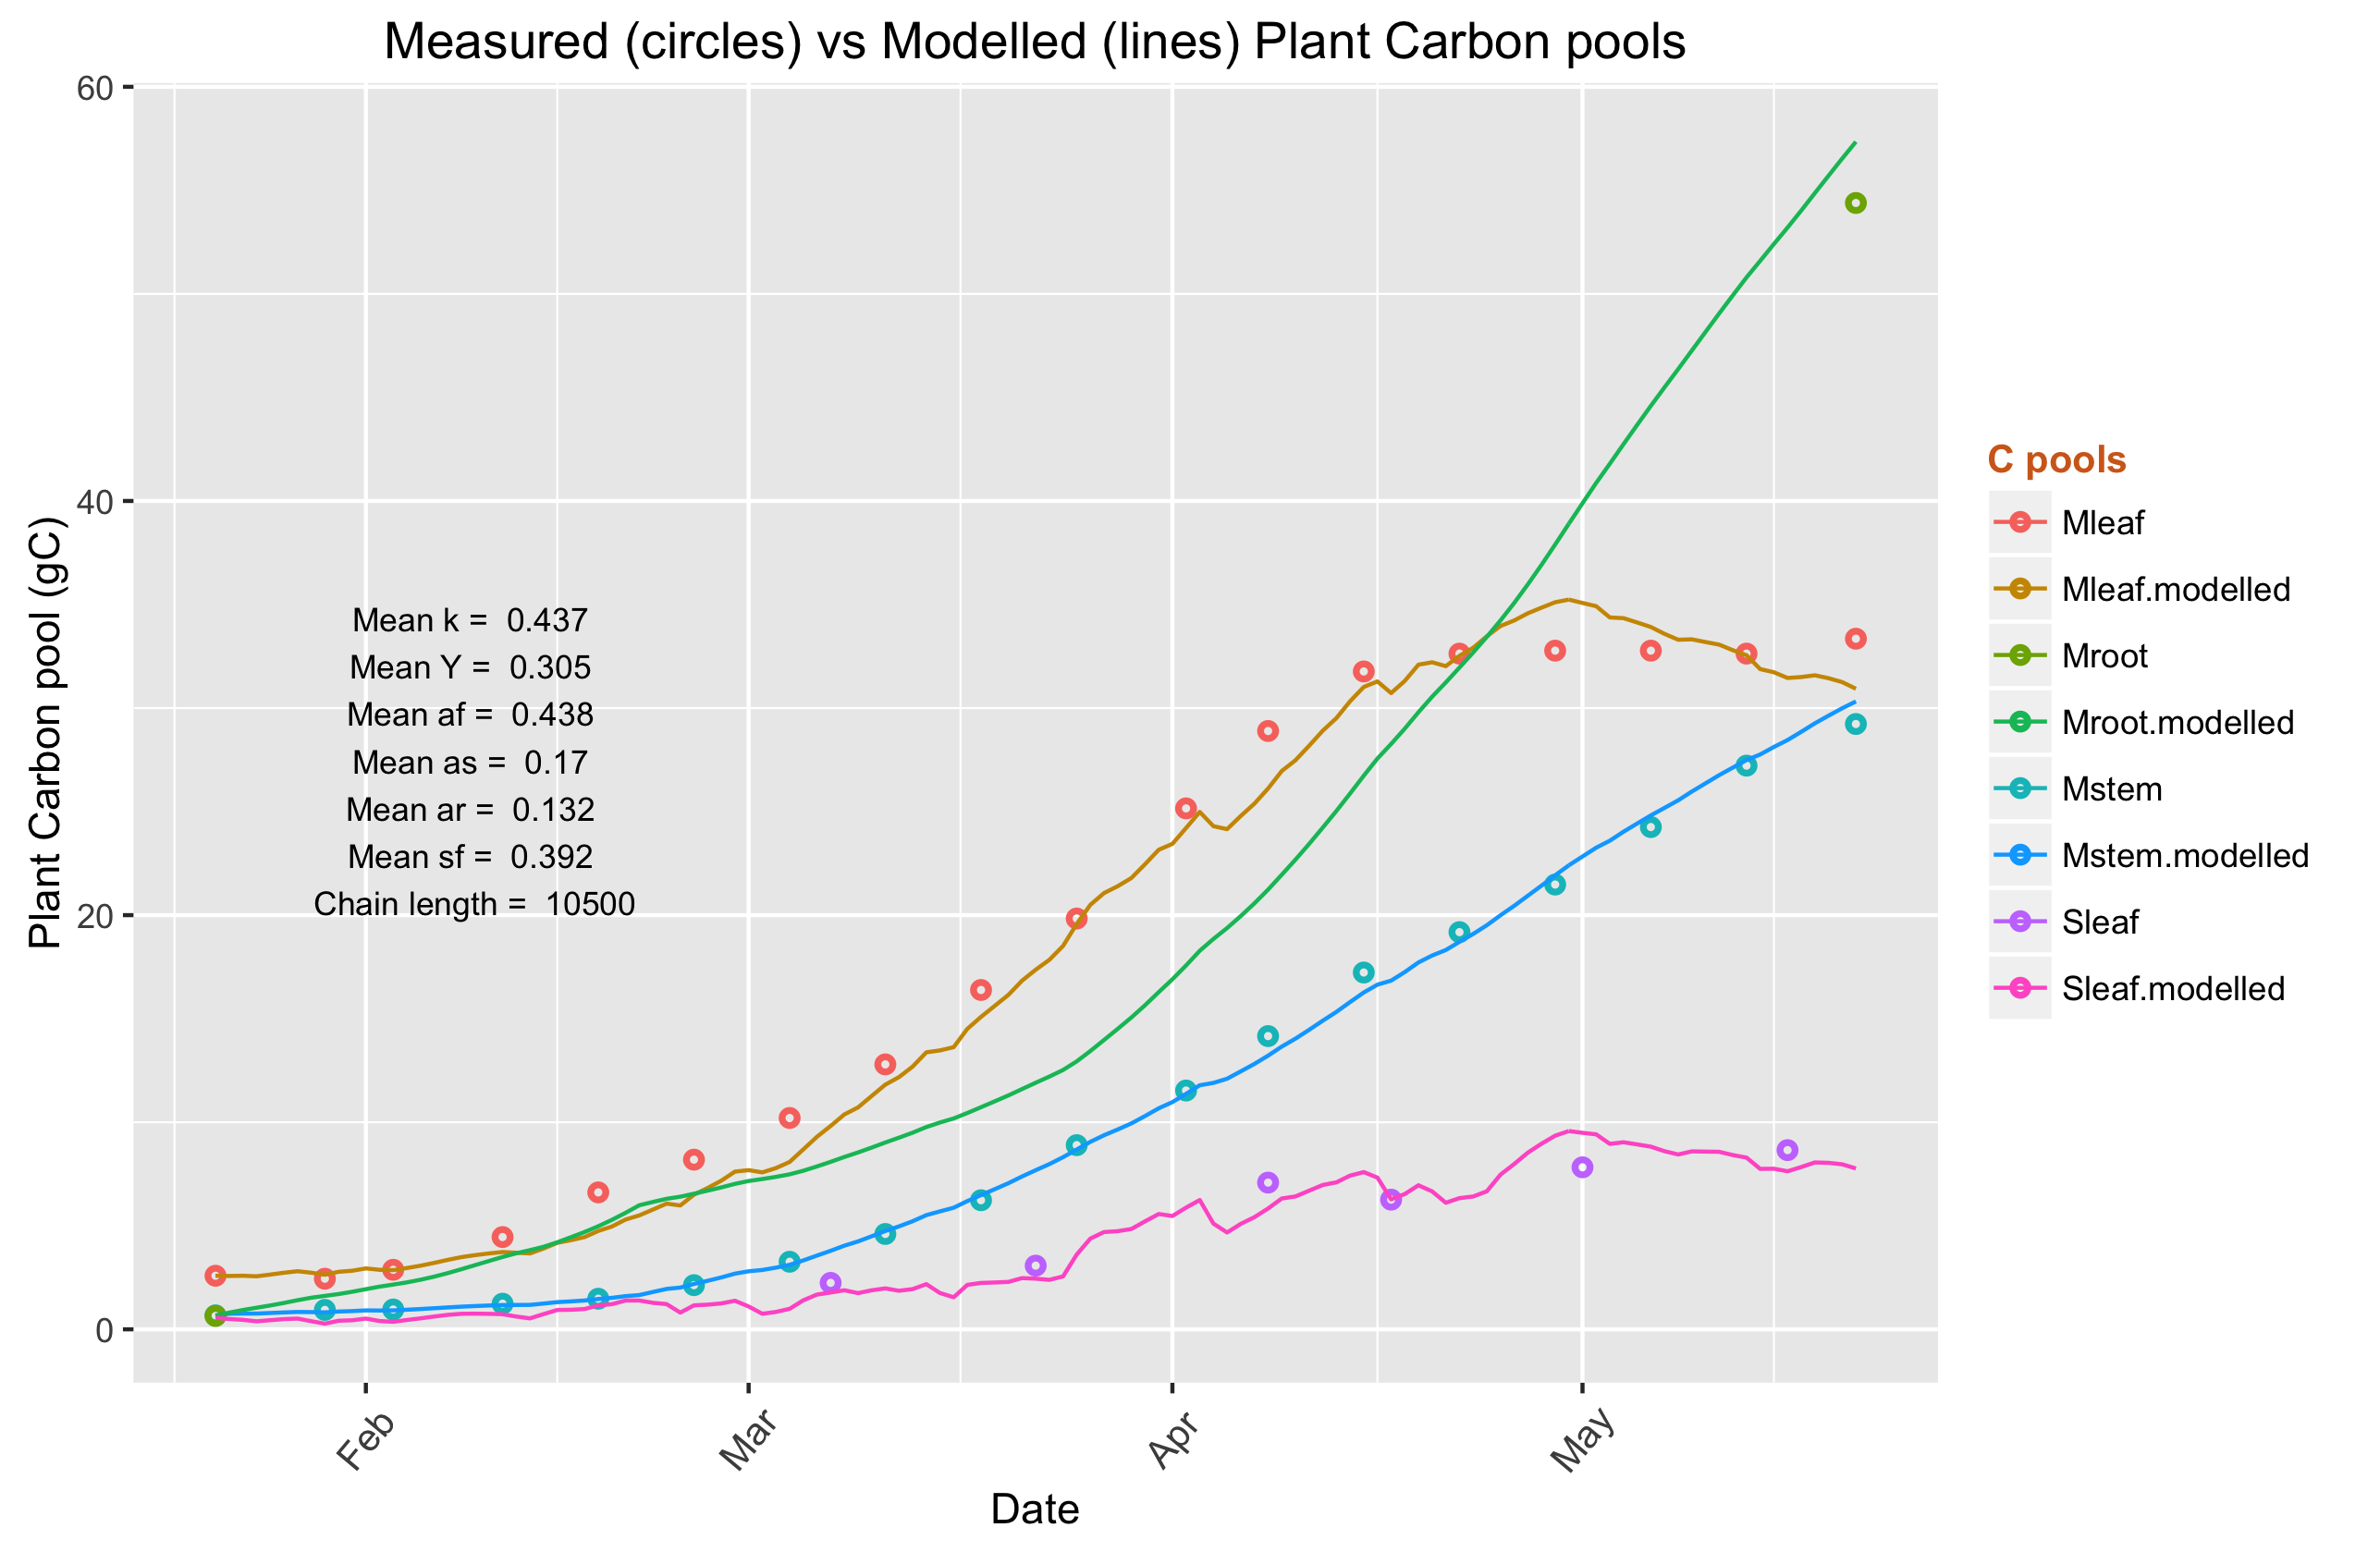 Measured (circles) vs Modelled (lines) Plant Carbon pools
60
40
20
0
Plant Carbon pool (gC)
Mean k = 0.437
Mean Y = 0.305
Mean af = 0.438
Mean as = 0.17
Mean ar = 0.132
Mean sf = 0.392
Chain length = 10500
Feb
Mar
Apr
May
Date
C pools
Mleaf
Mleaf.modelled
Mroot
Mroot.modelled
Mstem
Mstem.modelled
Sleaf
Sleaf.modelled